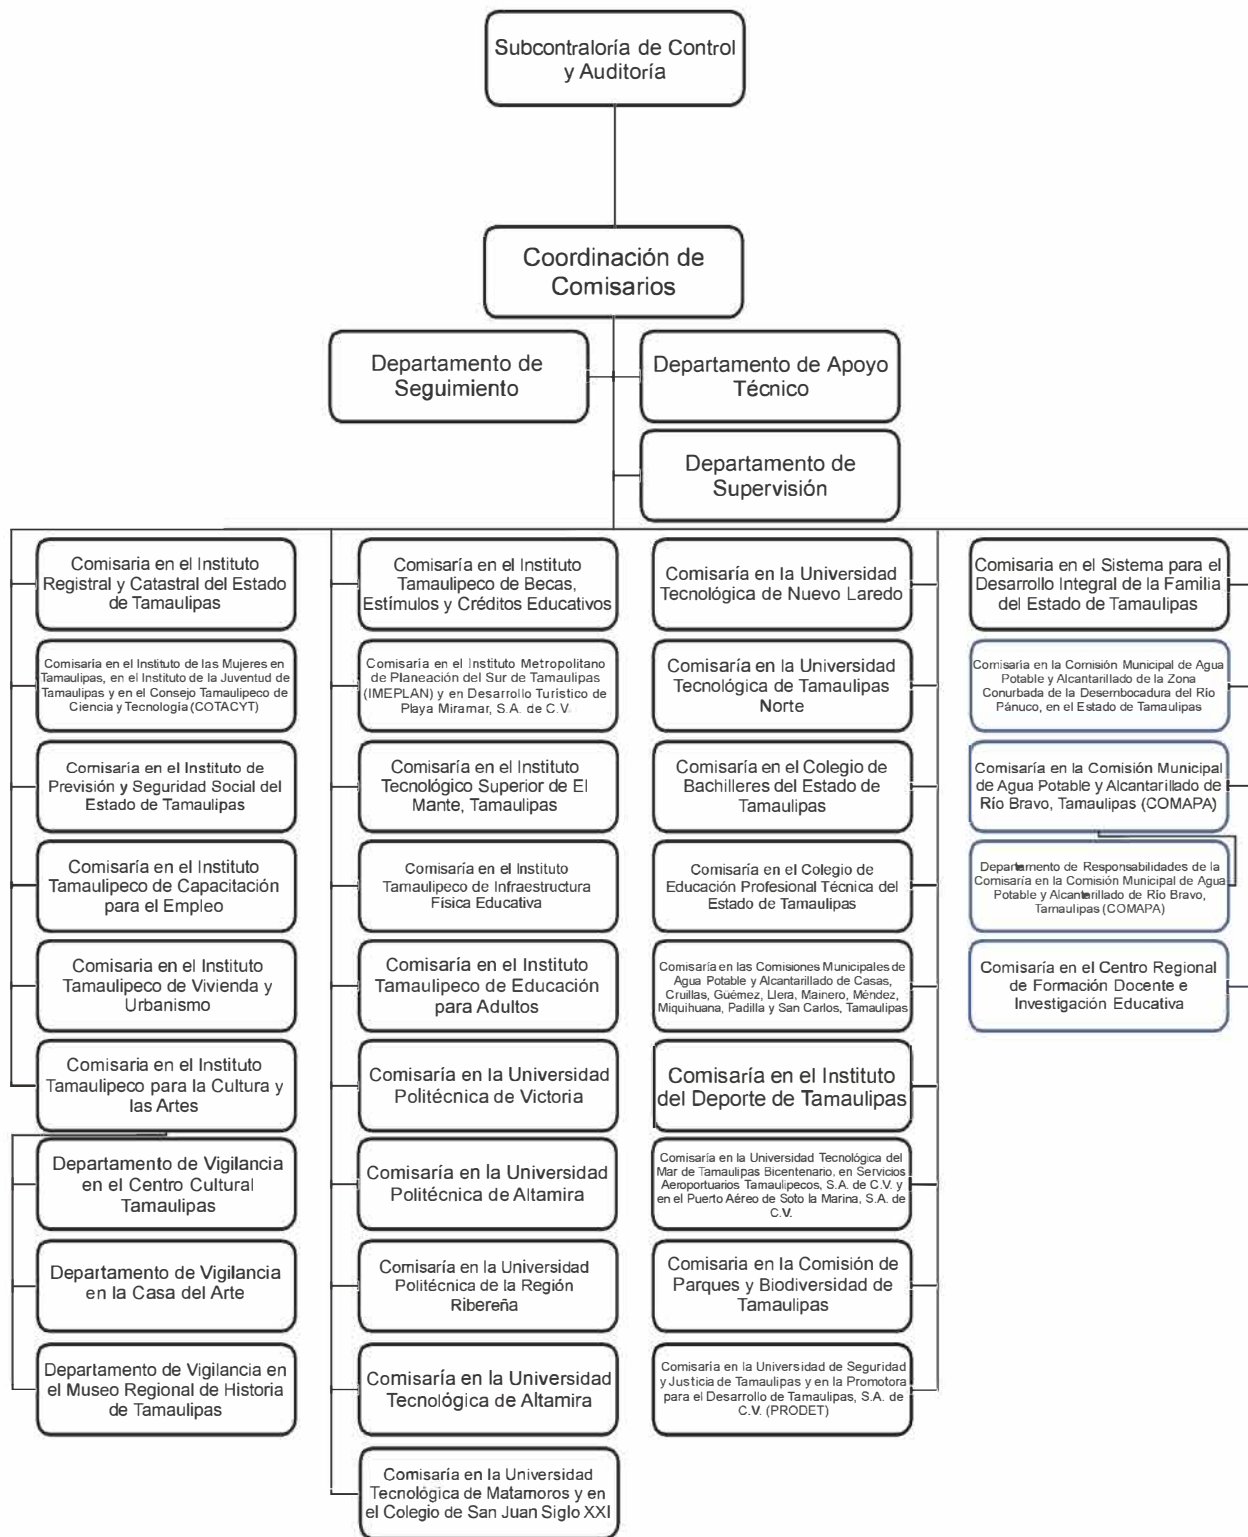 Subcontraloría de Control
y Auditoría
Coordinación de
Comisarios
Departamento de
Seguimiento
Departamento de Apoyo
Técnico
Departamento de
Supervisión
Comisaria en el Instituto
Registral y Catastral del Estado
de Tamaulipas
Comisaría en el Instituto de las Mujeres en
Tamaulipas, en el Instituto de la Juventud de
Tamaulipas y en el Consejo Tamaulipeco de
Ciencia y Tecnología (COTACYT)
Comisaría en el Instituto de
Previsión y Seguridad Social del
Estado de Tamaulipas
Comisaría en el Instituto
Tamaulipeco de Capacitación
para el Empleo
Comisaria en el Instituto
Tamaulipeco de Vivienda y
Urbanismo
Comisaria en el Instituto
Tamaulipeco para la Cultura y
las Artes
Departamento de Vigilancia
en el Centro Cultural
Tamaulipas
Departamento de Vigilancia
en la Casa del Arte
Departamento de Vigilancia en
el Museo Regional de Historia
de Tamaulipas
Comisaría en el Instituto
Tamaulipeco de Becas,
Estímulos y Créditos Educativos
Comisaría en el Instituto Metropolitano
de Planeación del Sur de Tamaulipas
(IMEPLAN) y en Desarrollo Turístico de
Playa Miramar, S.A. de C.V.
Comisaría en el Instituto
Tecnológico Superior de El
Mante, Tamaulipas
Comisaría en el Instituto
Tamaulipeco de Infraestructura
Física Educativa
Comisaría en el Instituto
Tamaulipeco de Educación
para Adultos
Comisaría en la Universidad
Politécnica de Victoria
Comisaría en la Universidad
Politécnica de Altamira
Comisaría en la Universidad
Politécnica de la Región
Ribereña
Comisaría en la Universidad
Tecnológica de Altamira
Comisaría en la Universidad
Tecnológica de Matamoros y en
el Colegio de San Juan Siglo XXI
Comisaría en la Universidad
Tecnológica de Nuevo Laredo
Comisaría en la Universidad
Tecnológica de Tamaulipas
Norte
Comisaría en el Colegio de
Bachilleres del Estado de
Tamaulipas
Comisaría en el Colegio de
Educación Profesional Técnica del
Estado de Tamaulipas
Comisaría en las Comisiones Municipales de
Agua Potable y Alcantarillado de Casas,
Cruillas, Güémez, Llera, Mainero, Méndez,
Miquihuana, Padilla y San Carlos, Tamaulipas
Comisaría en el Instituto
del Deporte de Tamaulipas
Comisaría en la Universidad Tecnológica del
Mar de Tamaulipas Bicentenario, en Servicios
Aeroportuarios Tamaulipecos, S.A. de C.V. y
en el Puerto Aéreo de Soto la Marina, S.A. de
C.V.
Comisaria en la Comisión de
Parques y Biodiversidad de
Tamaulipas
Comisaría en la Universidad de Seguridad
y Justicia de Tamaulipas y en la Promotora
para el Desarrollo de Tamaulipas, S.A. de
C.V. (PRODET)
Comisaria en el Sistema para el
Desarrollo Integral de la Familia
del Estado de Tamaulipas
Comisaría en la Comisión Municipal de Agua
Potable y Alcantarillado de la Zona
Conurbada de la Desembocadura del Río
Pánuco, en el Estado de Tamaulipas
Comisaría en la Comisión Municipal
de Agua Potable y Alcantarillado de
Río Bravo, Tamaulipas (COMAPA)
Departamento de Responsabilidades de la
Comisaría en la Comisión Municipal de Agua
Potable y Alcantarillado de Río Bravo,
Tamaulipas (COMAPA)
Comisaría en el Centro Regional
de Formación Docente e
Investigación Educativa